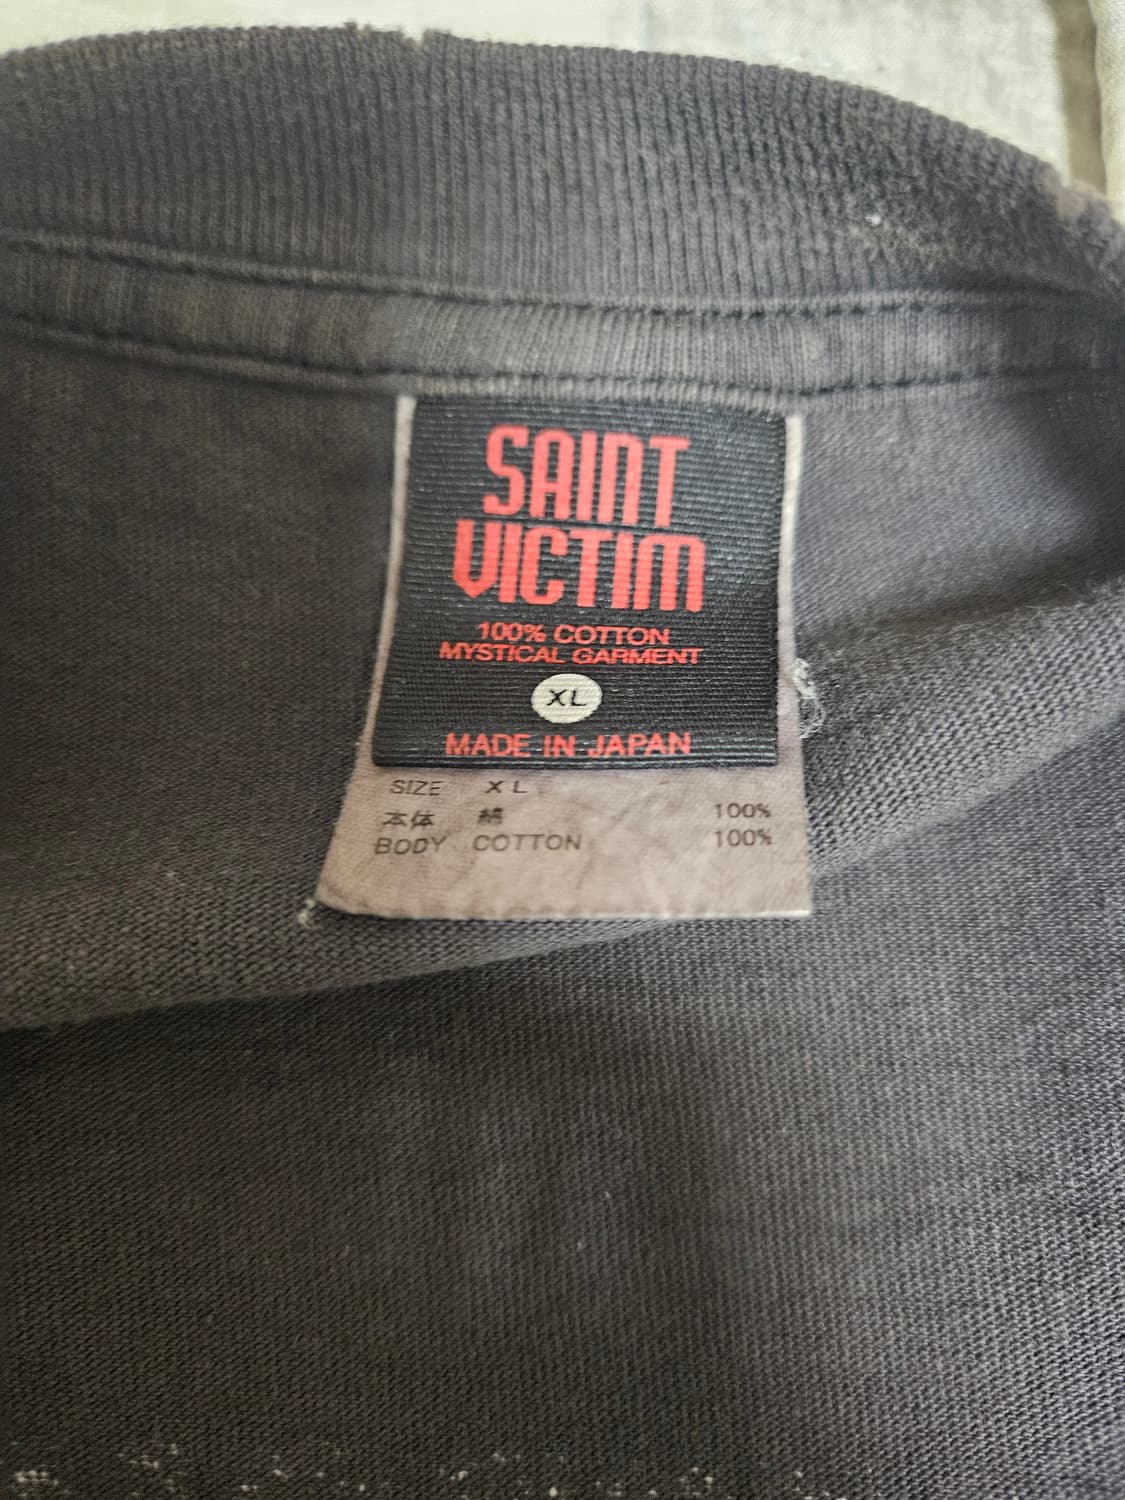 SAINT
VICTIM
100% COTTON
MYSTICAL GARMENT
XL
MADE IN JAPAN
SIZE XL
本体 綿 100%
BODY COTTON 100%